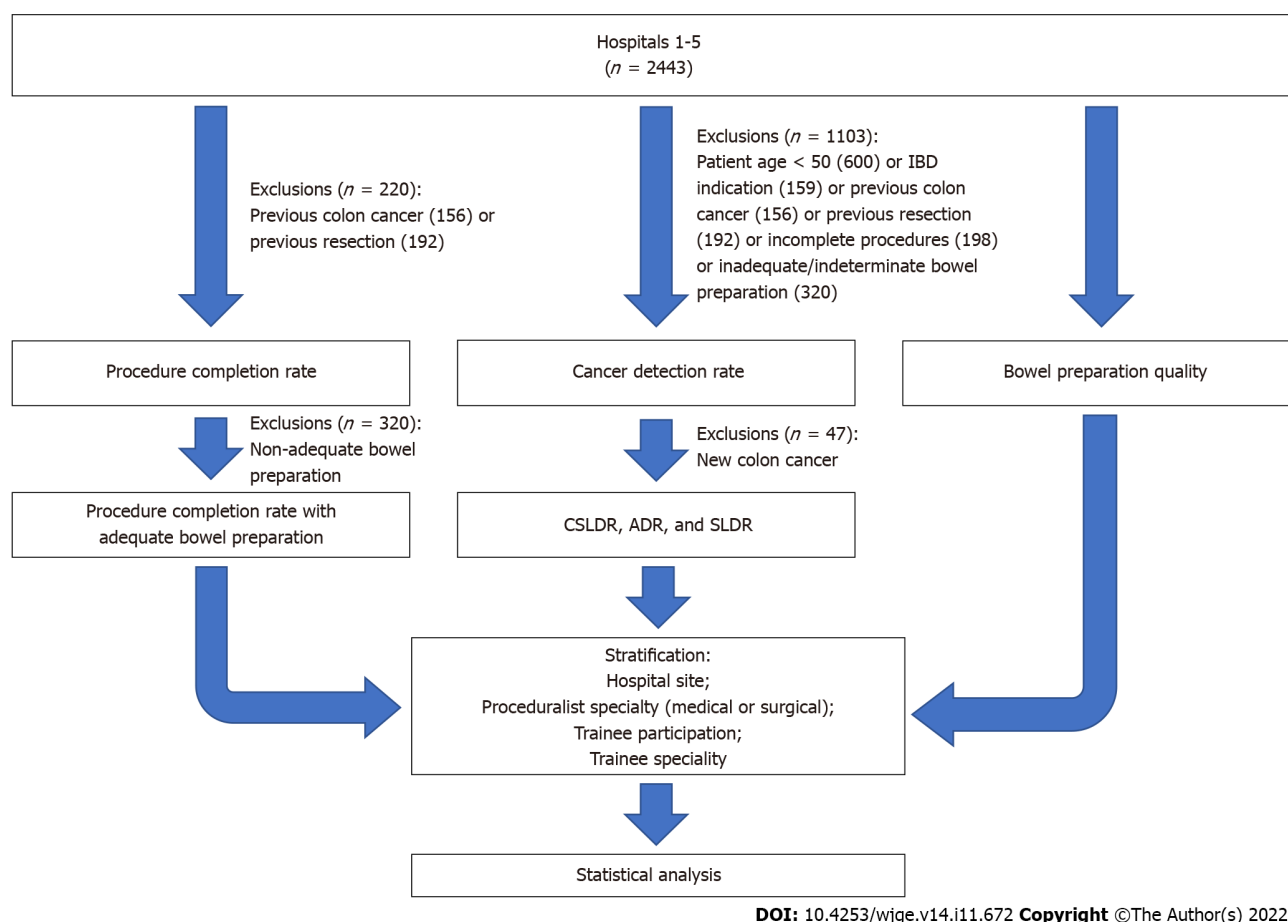 Hospitals 1-5
(n = 2443)
Exclusions (n = 220):
Previous colon cancer (156) or
previous resection (192)
Exclusions (n = 1103):
Patient age < 50 (600) or IBD
indication (159) or previous colon
cancer (156) or previous resection
(192) or incomplete procedures (198)
or inadequate/indeterminate bowel
preparation (320)
Procedure completion rate
Cancer detection rate
Bowel preparation quality
Exclusions (n = 320):
Non-adequate bowel
preparation
Exclusions (n = 47):
New colon cancer
Procedure completion rate with
adequate bowel preparation
CSLDR, ADR, and SLDR
Stratification:
Hospital site;
Proceduralist specialty (medical or surgical);
Trainee participation;
Trainee speciality
Statistical analysis
DOI: 10.4253/wjge.v14.i11.672 Copyright ©The Author(s) 2022